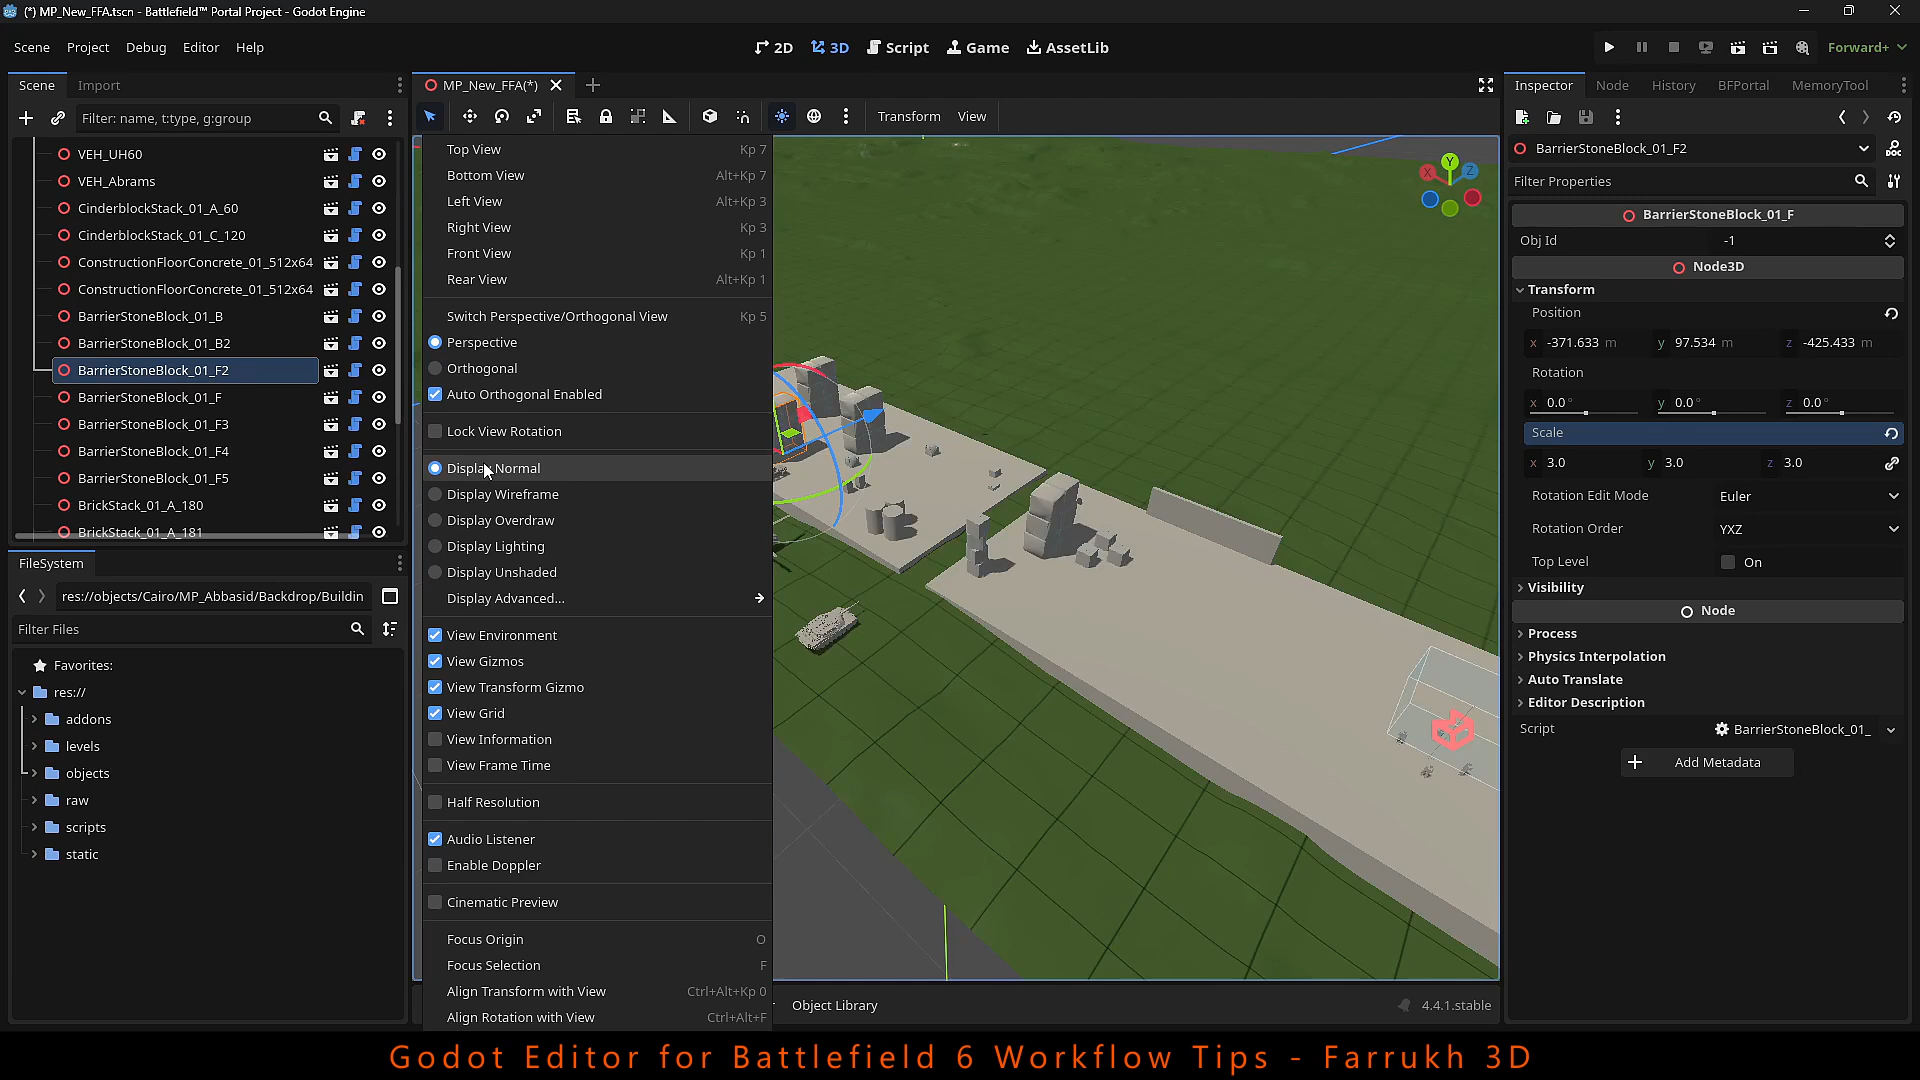 (*) MP_New_FFA.tscn - Battlefield™ Portal Project - Godot Engine
Scene Project Debug Editor Help
2D 3D Script Game AssetLib
Forward+
Scene Import
Filter: name, t:type, g:group
VEH_UH60
VEH_Abrams
CinderblockStack_01_A_60
CinderblockStack_01_C_120
ConstructionFloorConcrete_01_512x64
ConstructionFloorConcrete_01_512x64
BarrierStoneBlock_01_B
BarrierStoneBlock_01_B2
BarrierStoneBlock_01_F2
BarrierStoneBlock_01_F
BarrierStoneBlock_01_F3
BarrierStoneBlock_01_F4
BarrierStoneBlock_01_F5
BrickStack_01_A_180
BrickStack_01_A_181
FileSystem
res://objects/Cairo/MP_Abbasid/Backdrop/Buildin
Filter Files
Favorites:
res://
addons
levels
objects
raw
scripts
static
MP_New_FFA(*)
Transform View
Top View Kp 7
Bottom View Alt+Kp 7
Left View Alt+Kp 3
Right View Kp 3
Front View Kp 1
Rear View Alt+Kp 1
Switch Perspective/Orthogonal View Kp 5
Perspective
Orthogonal
Auto Orthogonal Enabled
Lock View Rotation
Display Normal
Display Wireframe
Display Overdraw
Display Lighting
Display Unshaded
Display Advanced...
View Environment
View Gizmos
View Transform Gizmo
View Grid
View Information
View Frame Time
Half Resolution
Audio Listener
Enable Doppler
Cinematic Preview
Focus Origin O
Focus Selection F
Align Transform with View Ctrl+Alt+Kp 0
Align Rotation with View Ctrl+Alt+F
Y
X
Z
Object Library
4.4.1.stable
Inspector Node History BFPortal MemoryTool
BarrierStoneBlock_01_F2
Filter Properties
BarrierStoneBlock_01_F
Obj Id -1
Node3D
Transform
Position
x -371.633 m y 97.534 m z -425.433 m
Rotation
x 0.0° y 0.0° z 0.0°
Scale
x 3.0 y 3.0 z 3.0
Rotation Edit Mode Euler
Rotation Order YXZ
Top Level On
Visibility
Node
Process
Physics Interpolation
Auto Translate
Editor Description
Script BarrierStoneBlock_01_
Add Metadata
Godot Editor for Battlefield 6 Workflow Tips - Farrukh 3D